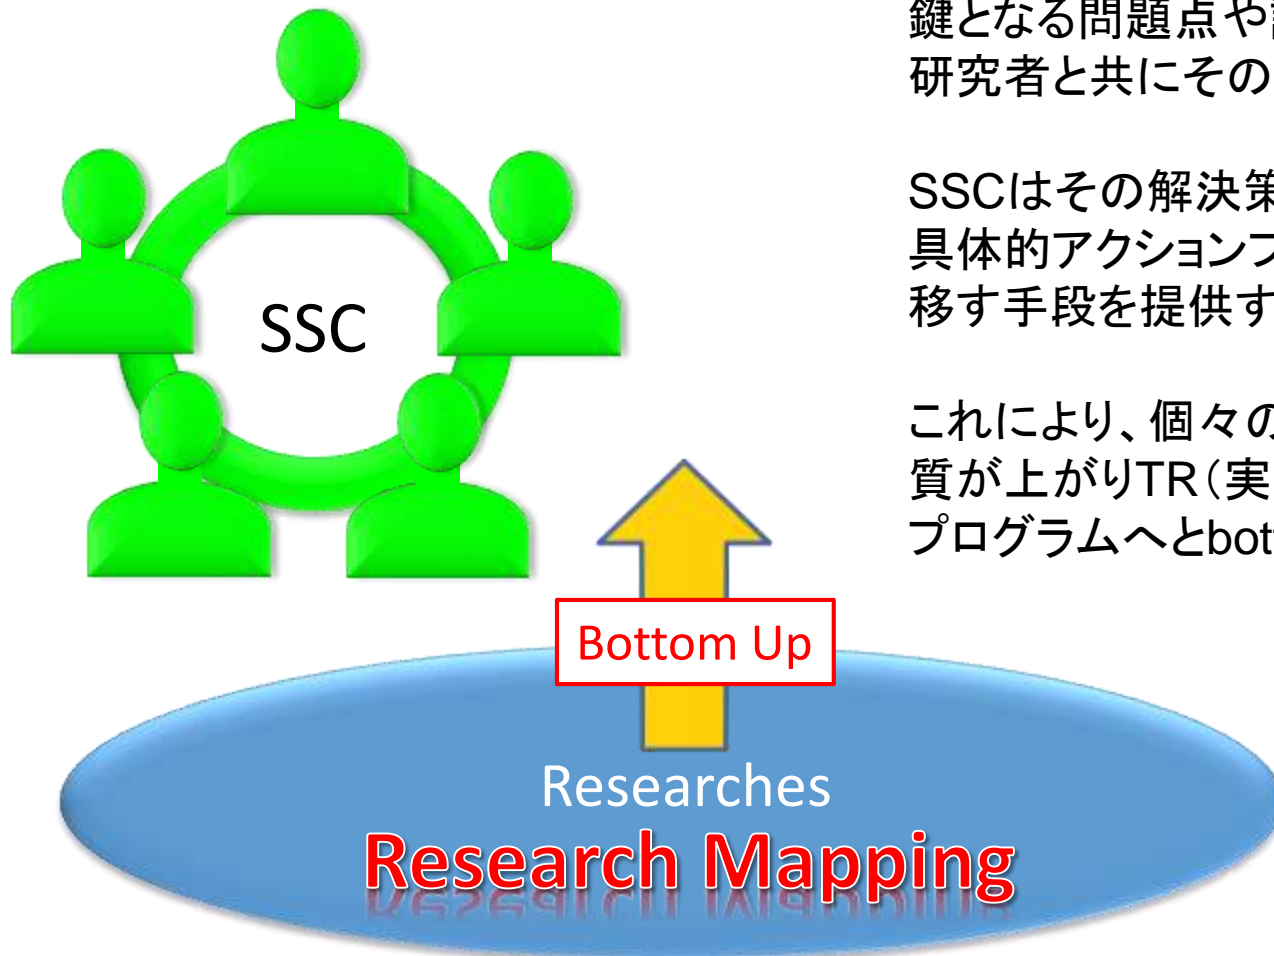 鍵となる問題点や
研究者と共にその
SSCはその解決策
具体的アクション
移す手段を提供す
これにより、個々の
質が上がりTR(実
プログラムへとbot
SSC
Bottom Up
Researches
Research Mapping